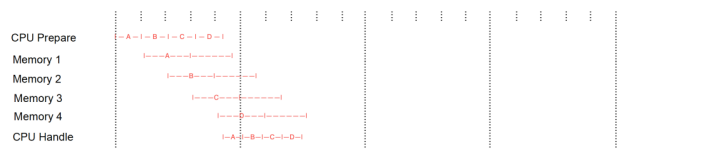 CPU Prepare |—A—|—B—|—C—|—D—|
Memory 1 |———A———|——————|
Memory 2 |———B———|——————|
Memory 3 |———C———|——————|
Memory 4 |———D———|——————|
CPU Handle |—A—|—B—|—C—|—D—|